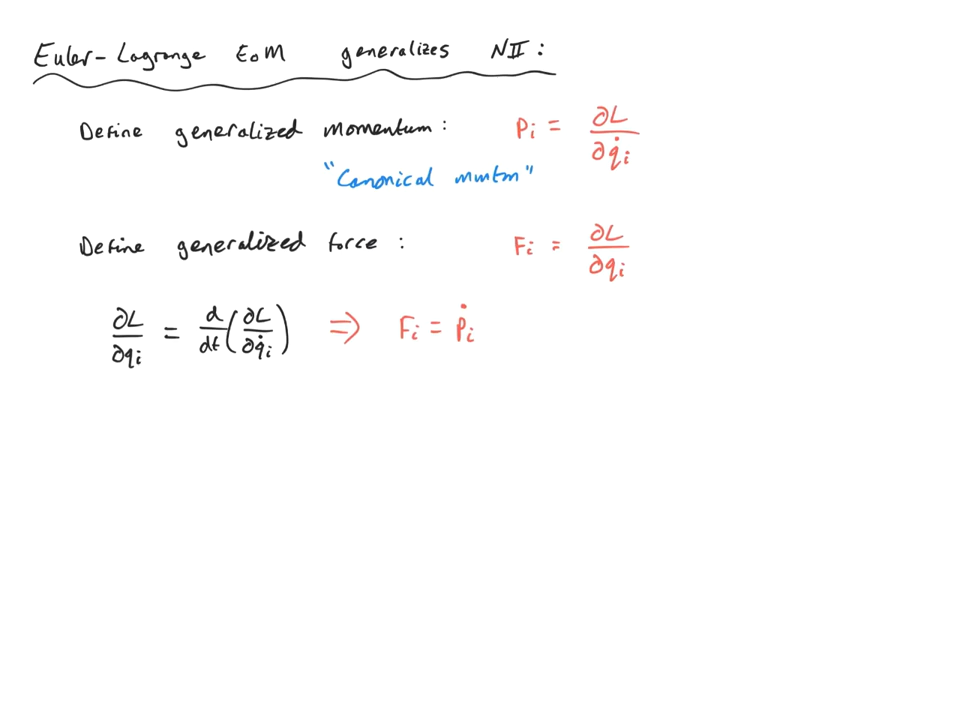 Euler-Lagrange EoM generalizes NII:
Define generalized momentum: Pi = ∂L/∂q̇i
"Canonical mmtm"
Define generalized force: Fi = ∂L/∂qi
∂L/∂qi = d/dt(∂L/∂q̇i) ⇒ Fi = Ṗi